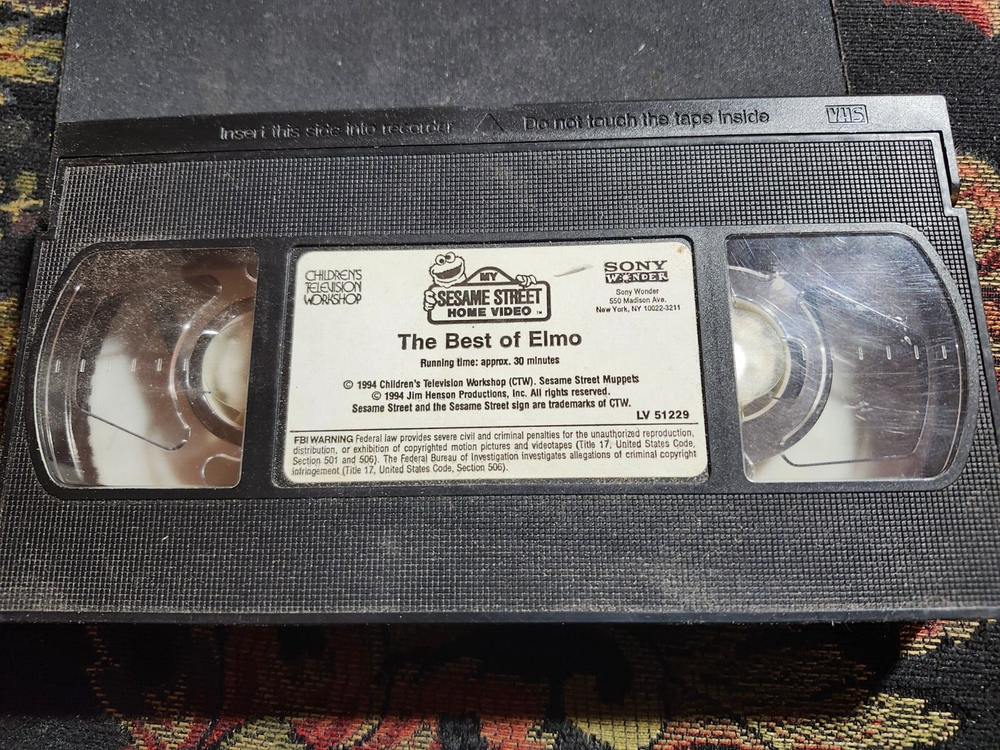 Insert this side into recorder △ Do not touch the tape inside VHS
CHILDREN'S
TELEVISION
WORKSHOP
MY
SESAME STREET
HOME VIDEO ™
SONY
WONDER
Sony Wonder
550 Madison Ave.
New York, NY 10022-3211
The Best of Elmo
Running time: approx. 30 minutes
© 1994 Children's Television Workshop (CTW). Sesame Street Muppets
© 1994 Jim Henson Productions, Inc. All rights reserved.
Sesame Street and the Sesame Street sign are trademarks of CTW.
LV 51229
FBI WARNING Federal law provides severe civil and criminal penalties for the unauthorized reproduction,
distribution, or exhibition of copyrighted motion pictures and videotapes (Title 17, United States Code,
Section 501 and 506). The Federal Bureau of Investigation investigates allegations of criminal copyright
infringement (Title 17, United States Code, Section 506).